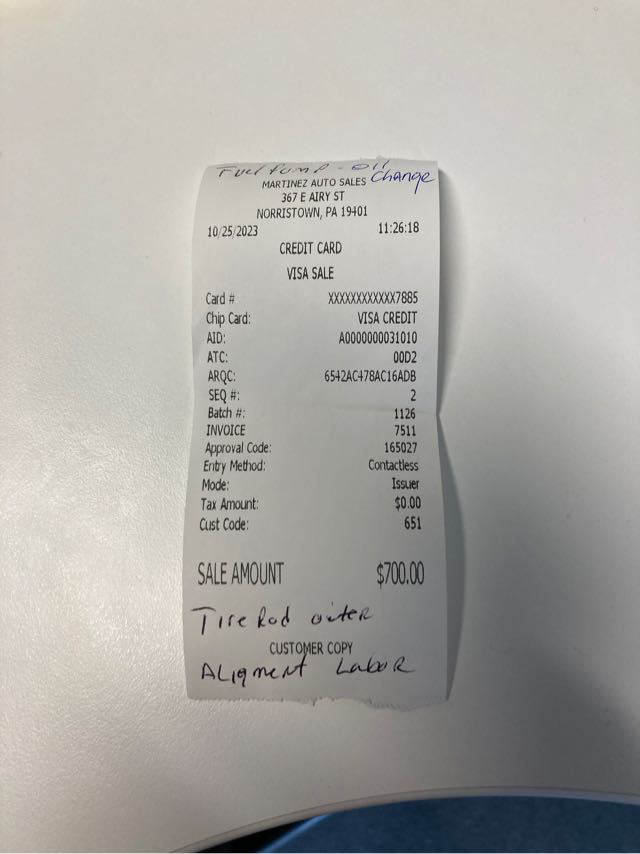 Fuel Pump - oil
change
MARTINEZ AUTO SALES
367 E AIRY ST
NORRISTOWN, PA 19401
10/25/2023 11:26:18
CREDIT CARD
VISA SALE
Card # XXXXXXXXXXXX7885
Chip Card: VISA CREDIT
AID: A0000000031010
ATC: 00D2
ARQC: 6542AC478AC16ADB
SEQ #: 2
Batch #: 1126
INVOICE 7511
Approval Code: 165027
Entry Method: Contactless
Mode: Issuer
Tax Amount: $0.00
Cust Code: 651
SALE AMOUNT $700.00
Tire Rod outer
CUSTOMER COPY
ALigment Labor